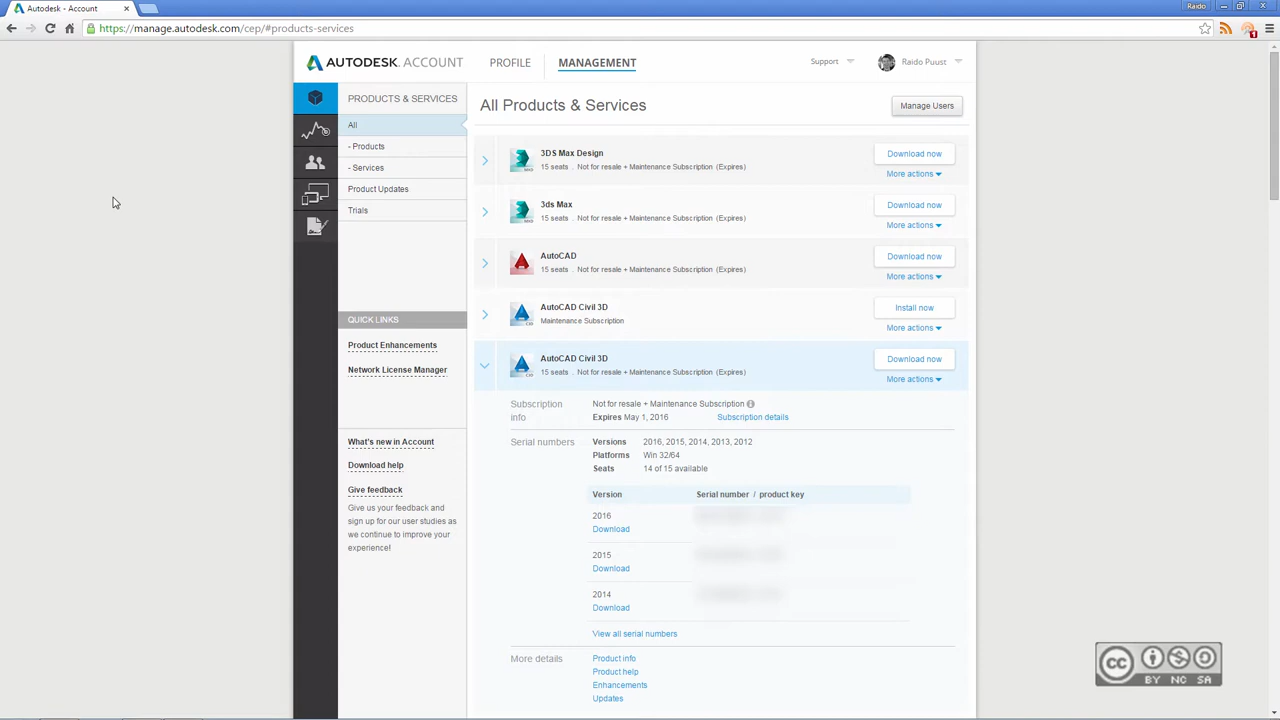 Autodesk - Account
Raido
https://manage.autodesk.com/cep/#products-services
1
AUTODESK. ACCOUNT
PROFILE
MANAGEMENT
Support
Raido Puust
PRODUCTS & SERVICES
All
- Products
- Services
Product Updates
Trials
QUICK LINKS
Product Enhancements
Network License Manager
What's new in Account
Download help
Give feedback
Give us your feedback and
sign up for our user studies as
we continue to improve your
experience!
All Products & Services
Manage Users
3DS Max Design
15 seats . Not for resale + Maintenance Subscription (Expires)
Download now
More actions
3ds Max
15 seats . Not for resale + Maintenance Subscription (Expires)
Download now
More actions
AutoCAD
15 seats . Not for resale + Maintenance Subscription (Expires)
Download now
More actions
AutoCAD Civil 3D
Maintenance Subscription
Install now
More actions
AutoCAD Civil 3D
15 seats . Not for resale + Maintenance Subscription (Expires)
Download now
More actions
Subscription info
Not for resale + Maintenance Subscription
Expires May 1, 2016
Subscription details
Serial numbers
Versions 2016, 2015, 2014, 2013, 2012
Platforms Win 32/64
Seats 14 of 15 available
Version Serial number / product key
2016
Download
2015
Download
2014
Download
View all serial numbers
More details
Product info
Product help
Enhancements
Updates
cc
BY NC SA